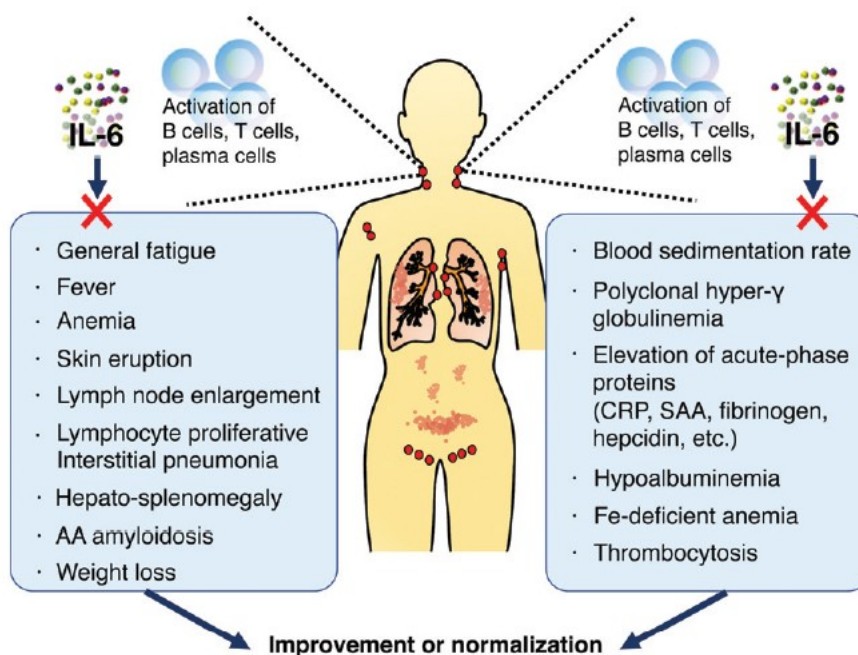 IL-6
Activation of
B cells, T cells,
plasma cells
· General fatigue
· Fever
· Anemia
· Skin eruption
· Lymph node enlargement
· Lymphocyte proliferative
Interstitial pneumonia
· Hepato-splenomegaly
· AA amyloidosis
· Weight loss
Activation of
B cells, T cells,
plasma cells
IL-6
· Blood sedimentation rate
· Polyclonal hyper-γ
globulinemia
· Elevation of acute-phase
proteins
(CRP, SAA, fibrinogen,
hepcidin, etc.)
· Hypoalbuminemia
· Fe-deficient anemia
· Thrombocytosis
Improvement or normalization